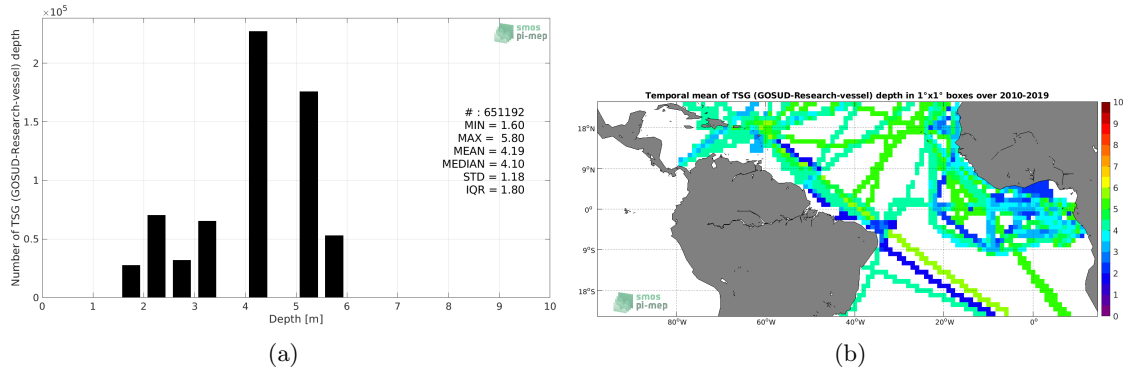 ×10⁵
smos
pi-mep
Number of TSG (GOSUD-Research-vessel) depth
2
1.5
1
0.5
0
# : 651192
MIN = 1.60
MAX = 5.80
MEAN = 4.19
MEDIAN = 4.10
STD = 1.18
IQR = 1.80
0 1 2 3 4 5 6 7 8 9 10
Depth [m]
(a)
Temporal mean of TSG (GOSUD-Research-vessel) depth in 1°x1° boxes over 2010-2019
18°N
9°N
0°
9°S
18°S
80°W 60°W 40°W 20°W 0°
smos
pi-mep
10
9
8
7
6
5
4
3
2
1
0
(b)